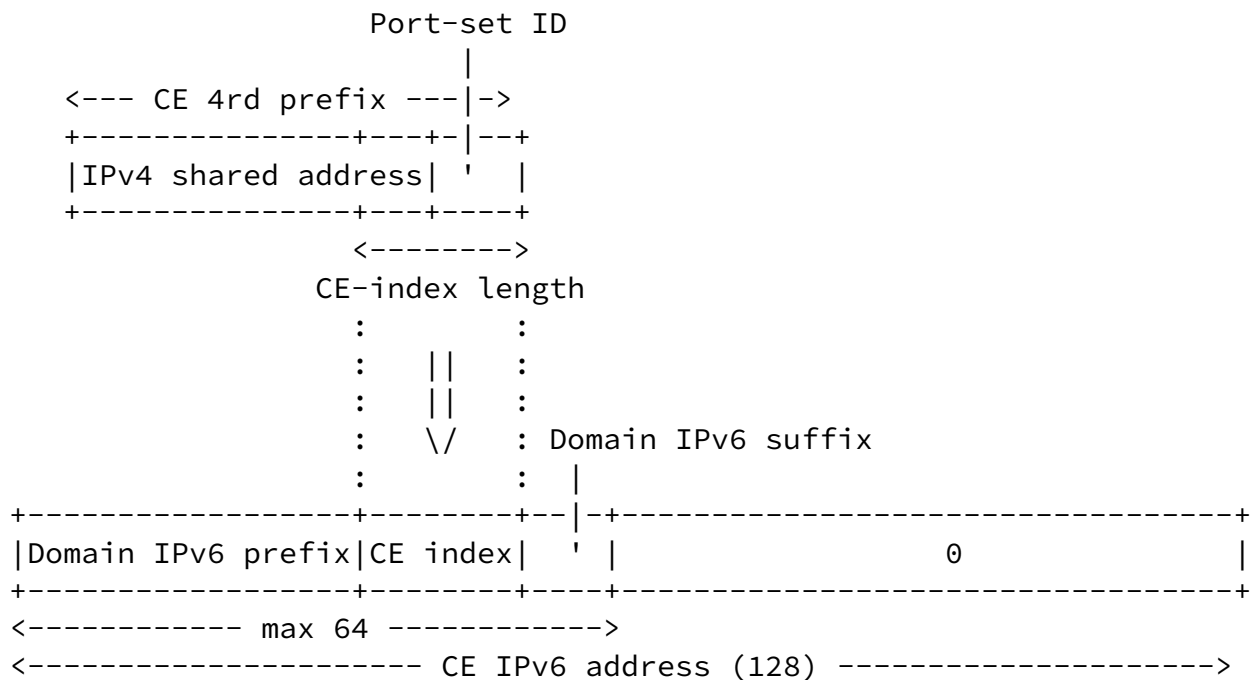 Port-set ID
                            |
   <--- CE 4rd prefix ---|->
   +---------------+---+-|--+
   |IPv4 shared address| '  |
   +---------------+---+----+
                   <-------->
                 CE-index length
                   :        :
                   :   ||   :
                   :   ||   :
                   :   \/   : Domain IPv6 suffix
                   :        :  |
+------------------+--------+--|-+---------------------------------+
|Domain IPv6 prefix|CE index|  ' |                 0               |
+------------------+--------+----+---------------------------------+
<------------ max 64 ------------>
<---------------------- CE IPv6 address (128) -------------------->